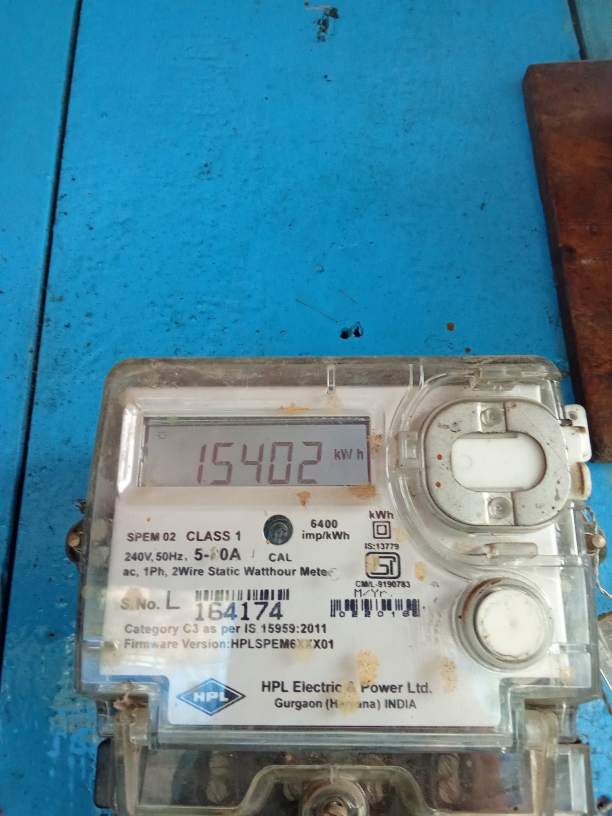 15402 kWh
SPEM 02 CLASS 1
6400
imp/kWh
kWh
IS:13779
240V, 50Hz, CAL
ac, 1Ph, 2Wire Static Watthour
CM/L-9190783
M/Yr.
S.No. L 164174
Category C3 as per IS 15959:2011
Firmware
HPL HPL Electric & Power Ltd.
Gurgaon INDIA